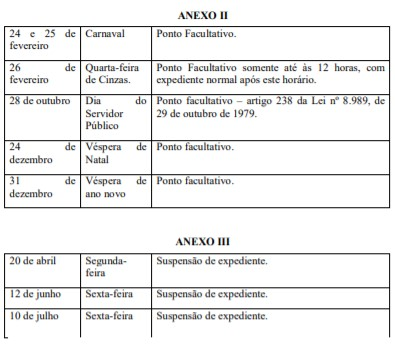 ANEXO II
24 e 25 de Carnaval Ponto Facultativo.
fevereiro
26 de Quarta-feira Ponto Facultativo somente até às 12 horas, com
fevereiro de Cinzas. expediente normal após este horário.
28 de outubro Dia do Ponto facultativo – artigo 238 da Lei nº 8.989, de
Servidor 29 de outubro de 1979.
Público
24 de Véspera de Ponto facultativo.
dezembro Natal
31 de Véspera de Ponto facultativo.
dezembro ano novo
ANEXO III
20 de abril Segunda- Suspensão de expediente.
feira
12 de junho Sexta-feira Suspensão de expediente.
10 de julho Sexta-feira Suspensão de expediente.